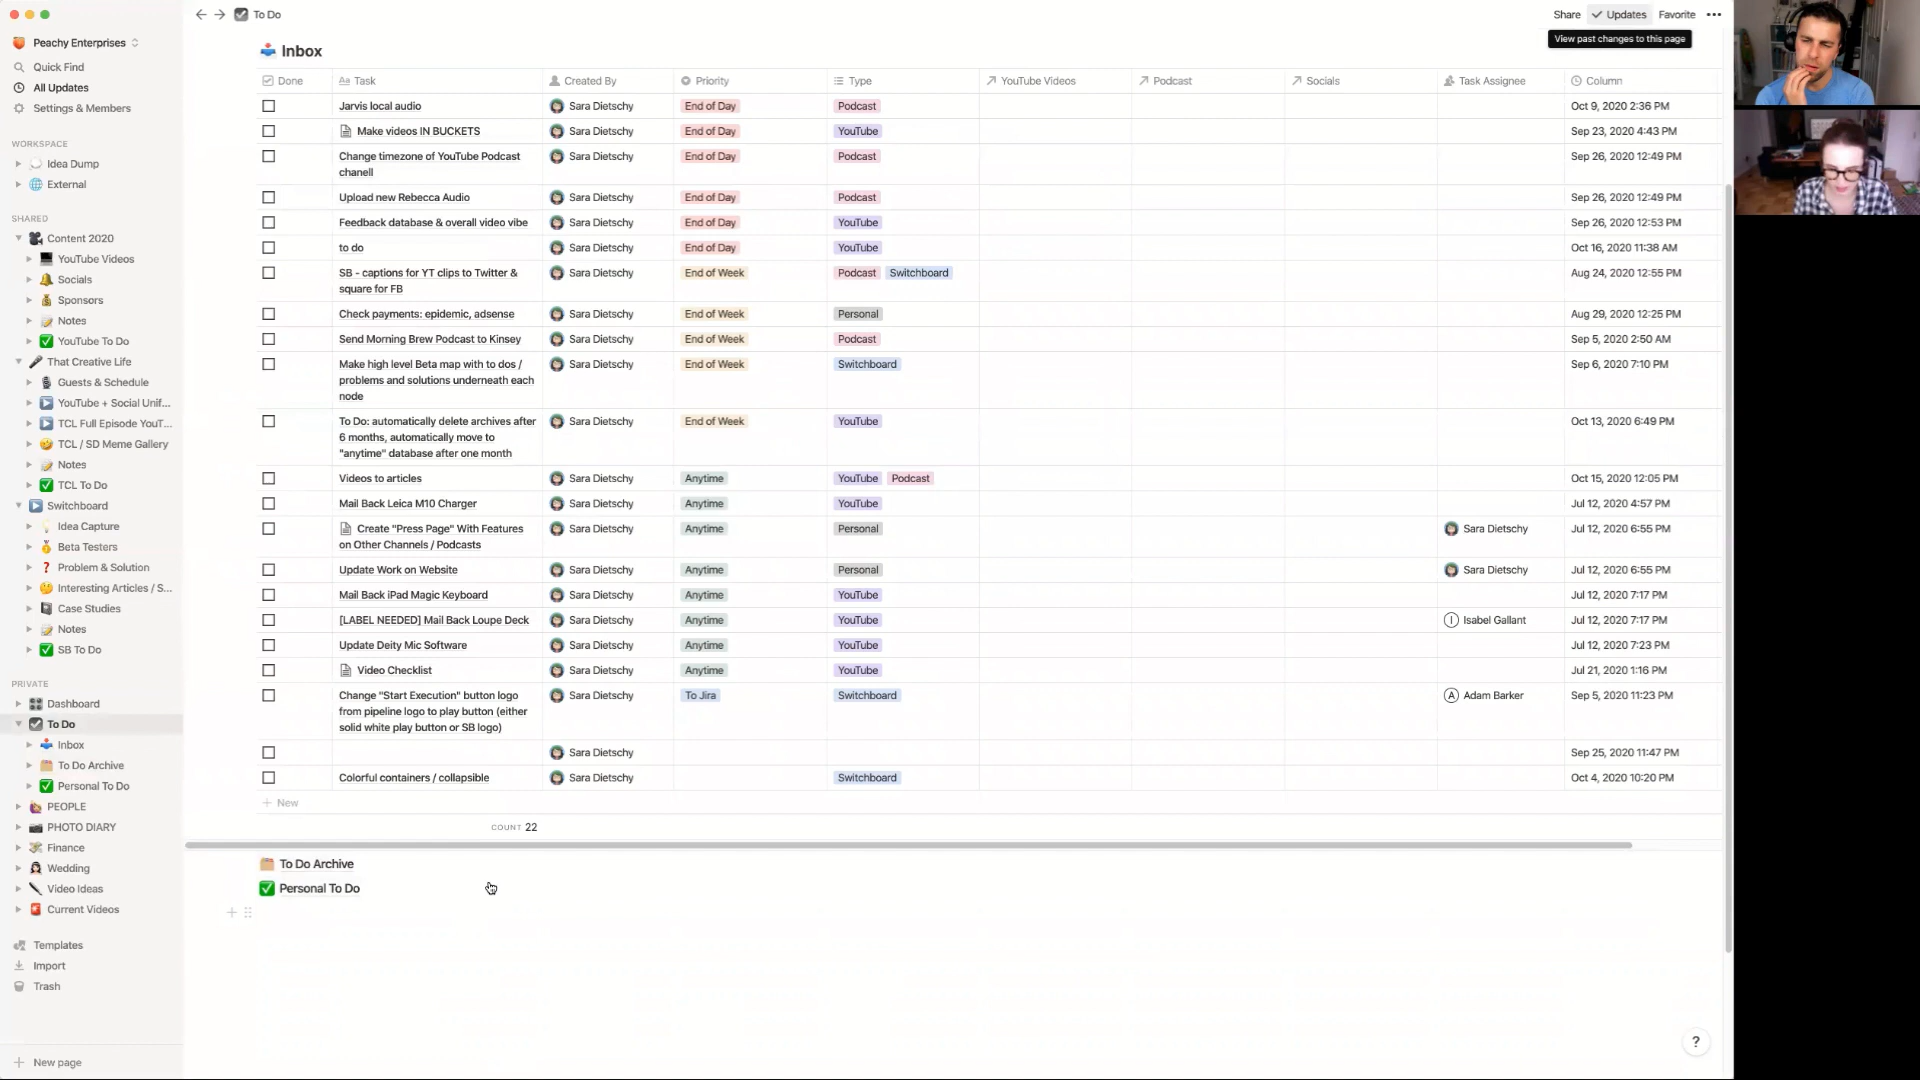 To Do
Share
Updates
Favorite
View past changes to this page
Peachy Enterprises
Quick Find
All Updates
Settings & Members
WORKSPACE
Idea Dump
External
SHARED
Content 2020
YouTube Videos
Socials
Sponsors
Notes
YouTube To Do
That Creative Life
Guests & Schedule
YouTube + Social Unif...
TCL Full Episode YouT...
TCL / SD Meme Gallery
Notes
TCL To Do
Switchboard
Idea Capture
Beta Testers
Problem & Solution
Interesting Articles / S...
Case Studies
Notes
SB To Do
PRIVATE
Dashboard
To Do
Inbox
To Do Archive
Personal To Do
PEOPLE
PHOTO DIARY
Finance
Wedding
Video Ideas
Current Videos
Templates
Import
Trash
New page
Inbox
Done Aa Task Created By Priority Type YouTube Videos Podcast Socials Task Assignee Column
Jarvis local audio Sara Dietschy End of Day Podcast Oct 9, 2020 2:36 PM
Make videos IN BUCKETS Sara Dietschy End of Day YouTube Sep 23, 2020 4:43 PM
Change timezone of YouTube Podcast Sara Dietschy End of Day Podcast Sep 26, 2020 12:49 PM
chanell
Upload new Rebecca Audio Sara Dietschy End of Day Podcast Sep 26, 2020 12:49 PM
Feedback database & overall video vibe Sara Dietschy End of Day YouTube Sep 26, 2020 12:53 PM
to do Sara Dietschy End of Day YouTube Oct 16, 2020 11:38 AM
SB - captions for YT clips to Twitter & Sara Dietschy End of Week Podcast Switchboard Aug 24, 2020 12:55 PM
square for FB
Check payments: epidemic, adsense Sara Dietschy End of Week Personal Aug 29, 2020 12:25 PM
Send Morning Brew Podcast to Kinsey Sara Dietschy End of Week Podcast Sep 5, 2020 2:50 AM
Make high level Beta map with to dos / Sara Dietschy End of Week Switchboard Sep 6, 2020 7:10 PM
problems and solutions underneath each
node
To Do: automatically delete archives after Sara Dietschy End of Week YouTube Oct 13, 2020 6:49 PM
6 months, automatically move to
"anytime" database after one month
Videos to articles Sara Dietschy Anytime YouTube Podcast Oct 15, 2020 12:05 PM
Mail Back Leica M10 Charger Sara Dietschy Anytime YouTube Jul 12, 2020 4:57 PM
Create "Press Page" With Features Sara Dietschy Anytime Personal Sara Dietschy Jul 12, 2020 6:55 PM
on Other Channels / Podcasts
Update Work on Website Sara Dietschy Anytime Personal Sara Dietschy Jul 12, 2020 6:55 PM
Mail Back iPad Magic Keyboard Sara Dietschy Anytime YouTube Jul 12, 2020 7:17 PM
[LABEL NEEDED] Mail Back Loupe Deck Sara Dietschy Anytime YouTube I Isabel Gallant Jul 12, 2020 7:17 PM
Update Deity Mic Software Sara Dietschy Anytime YouTube Jul 12, 2020 7:23 PM
Video Checklist Sara Dietschy Anytime YouTube Jul 21, 2020 1:16 PM
Change "Start Execution" button logo Sara Dietschy To Jira Switchboard A Adam Barker Sep 5, 2020 11:23 PM
from pipeline logo to play button (either
solid white play button or SB logo)
Sara Dietschy Sep 25, 2020 11:47 PM
Colorful containers / collapsible Sara Dietschy Switchboard Oct 4, 2020 10:20 PM
New
COUNT 22
To Do Archive
Personal To Do
?